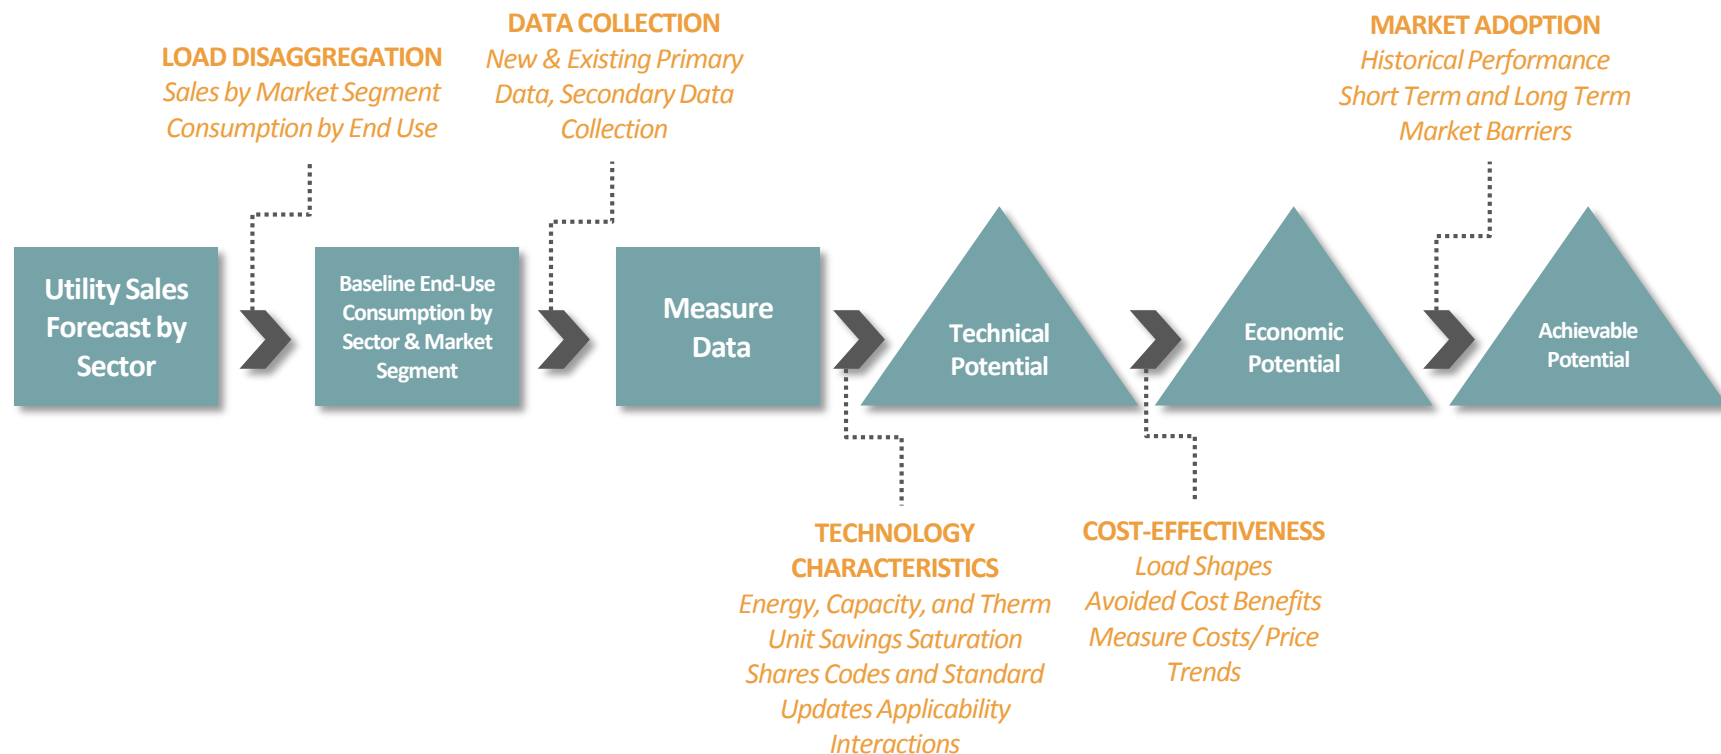 LOAD DISAGGREGATION
Sales by Market Segment
Consumption by End Use
DATA COLLECTION
New & Existing Primary
Data, Secondary Data
Collection
MARKET ADOPTION
Historical Performance
Short Term and Long Term
Market Barriers
Utility Sales
Forecast by
Sector
Baseline End-Use
Consumption by
Sector & Market
Segment
Measure
Data
Technical
Potential
Economic
Potential
Achievable
Potential
TECHNOLOGY
CHARACTERISTICS
Energy, Capacity, and Therm
Unit Savings Saturation
Shares Codes and Standard
Updates Applicability
Interactions
COST-EFFECTIVENESS
Load Shapes
Avoided Cost Benefits
Measure Costs/ Price
Trends